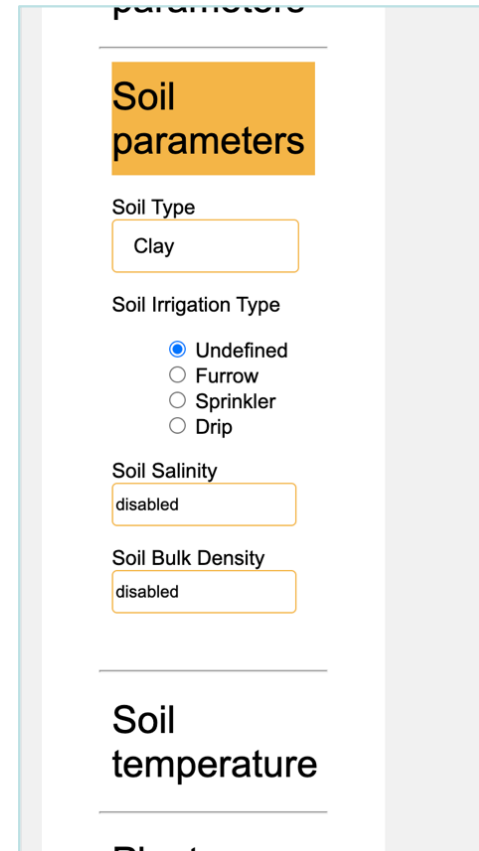 parameters
Soil
parameters
Soil Type
Clay
Soil Irrigation Type
Undefined
Furrow
Sprinkler
Drip
Soil Salinity
disabled
Soil Bulk Density
disabled
Soil
temperature